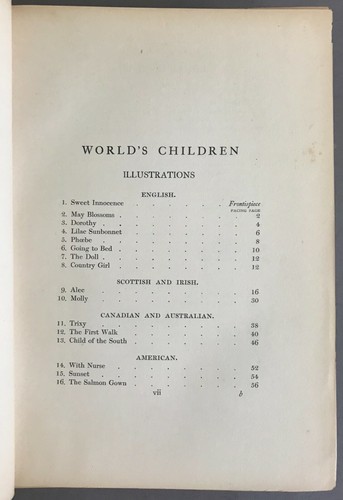 WORLD'S CHILDREN
ILLUSTRATIONS
ENGLISH.
1. Sweet Innocence . . . . . . Frontispiece
FACING PAGE
2. May Blossoms . . . . . . . 2
3. Dorothy . . . . . . . . 4
4. Lilac Sunbonnet . . . . . . 6
5. Phœbe . . . . . . . . 8
6. Going to Bed . . . . . . . 10
7. The Doll . . . . . . . . 12
8. Country Girl . . . . . . . 12
SCOTTISH AND IRISH.
9. Alec . . . . . . . . 16
10. Molly . . . . . . . . 30
CANADIAN AND AUSTRALIAN.
11. Trixy . . . . . . . . 38
12. The First Walk . . . . . . 40
13. Child of the South . . . . . . 46
AMERICAN.
14. With Nurse . . . . . . . 52
15. Sunset . . . . . . . . 54
16. The Salmon Gown . . . . . . 56
vii b